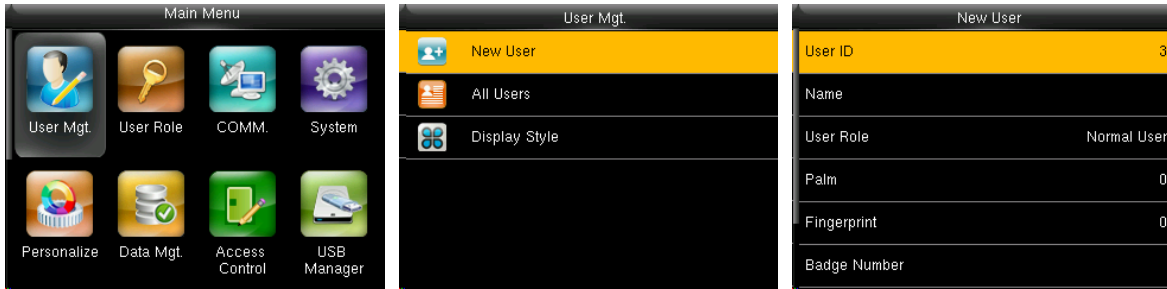 Main Menu
User Mgt.
User Role
COMM.
System
Personalize
Data Mgt.
Access
Control
USB
Manager
User Mgt.
New User
All Users
Display Style
New User
User ID 3
Name
User Role Normal User
Palm 0
Fingerprint 0
Badge Number